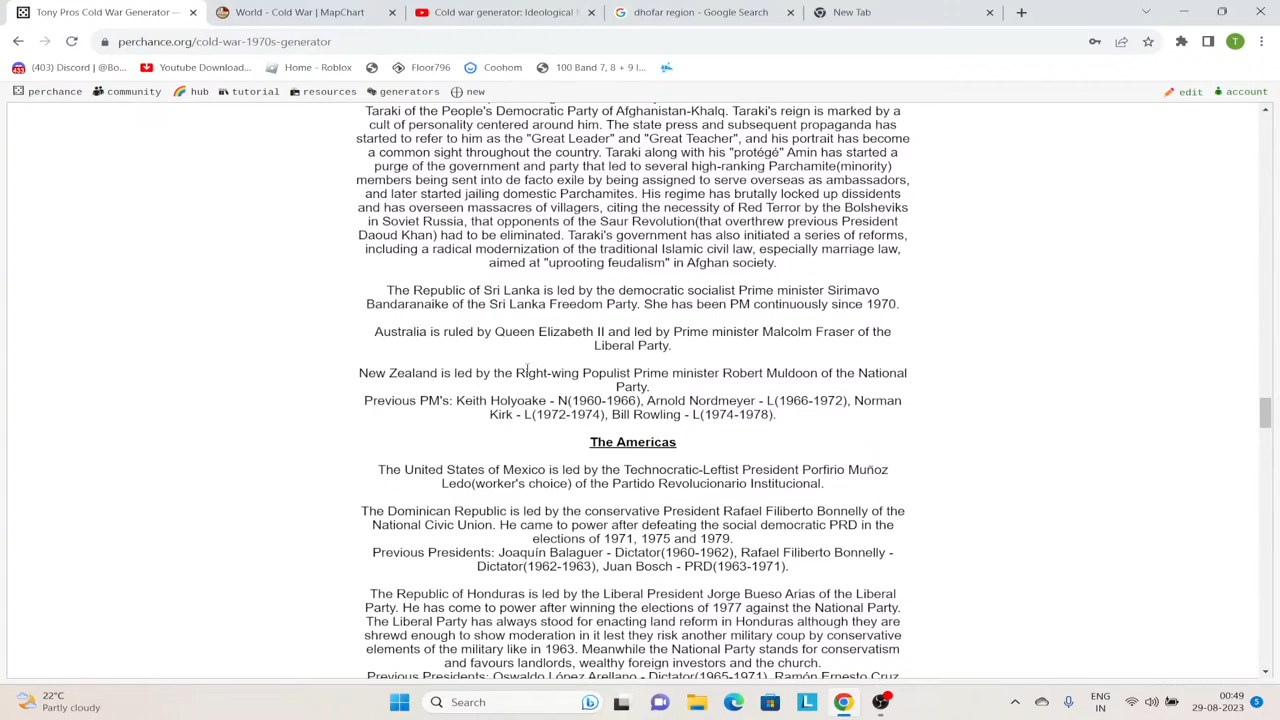 Tony Pros Cold War Generator —
World - Cold War | MapChart
Cold war generator: Ideological
dhofar region - Google Search
New Tab
perchance.org/cold-war-1970s-generator
T
(403) Discord | @Bo...
Youtube Download...
Home - Roblox
Floor796
Coohom
100 Band 7, 8 + 9 I...
perchance
community
hub
tutorial
resources
generators
new
edit
account
Taraki of the People's Democratic Party of Afghanistan-Khalq. Taraki's reign is marked by a
cult of personality centered around him. The state press and subsequent propaganda has
started to refer to him as the "Great Leader" and "Great Teacher", and his portrait has become
a common sight throughout the country. Taraki along with his "protégé" Amin has started a
purge of the government and party that led to several high-ranking Parchamite(minority)
members being sent into de facto exile by being assigned to serve overseas as ambassadors,
and later started jailing domestic Parchamites. His regime has brutally locked up dissidents
and has overseen massacres of villagers, citing the necessity of Red Terror by the Bolsheviks
in Soviet Russia, that opponents of the Saur Revolution(that overthrew previous President
Daoud Khan) had to be eliminated. Taraki's government has also initiated a series of reforms,
including a radical modernization of the traditional Islamic civil law, especially marriage law,
aimed at "uprooting feudalism" in Afghan society.
The Republic of Sri Lanka is led by the democratic socialist Prime minister Sirimavo
Bandaranaike of the Sri Lanka Freedom Party. She has been PM continuously since 1970.
Australia is ruled by Queen Elizabeth II and led by Prime minister Malcolm Fraser of the
Liberal Party.
New Zealand is led by the Right-wing Populist Prime minister Robert Muldoon of the National
Party.
Previous PM's: Keith Holyoake - N(1960-1966), Arnold Nordmeyer - L(1966-1972), Norman
Kirk - L(1972-1974), Bill Rowling - L(1974-1978).
The Americas
The United States of Mexico is led by the Technocratic-Leftist President Porfirio Muñoz
Ledo(worker's choice) of the Partido Revolucionario Institucional.
The Dominican Republic is led by the conservative President Rafael Filiberto Bonnelly of the
National Civic Union. He came to power after defeating the social democratic PRD in the
elections of 1971, 1975 and 1979.
Previous Presidents: Joaquín Balaguer - Dictator(1960-1962), Rafael Filiberto Bonnelly -
Dictator(1962-1963), Juan Bosch - PRD(1963-1971).
The Republic of Honduras is led by the Liberal President Jorge Bueso Arias of the Liberal
Party. He has come to power after winning the elections of 1977 against the National Party.
The Liberal Party has always stood for enacting land reform in Honduras although they are
shrewd enough to show moderation in it lest they risk another military coup by conservative
elements of the military like in 1963. Meanwhile the National Party stands for conservatism
and favours landlords, wealthy foreign investors and the church.
Previous Presidents: Oswaldo López Arellano - Dictator(1965-1971), Ramón Ernesto Cruz
22°C
Partly cloudy
Search
ENG
IN
00:49
29-08-2023
5